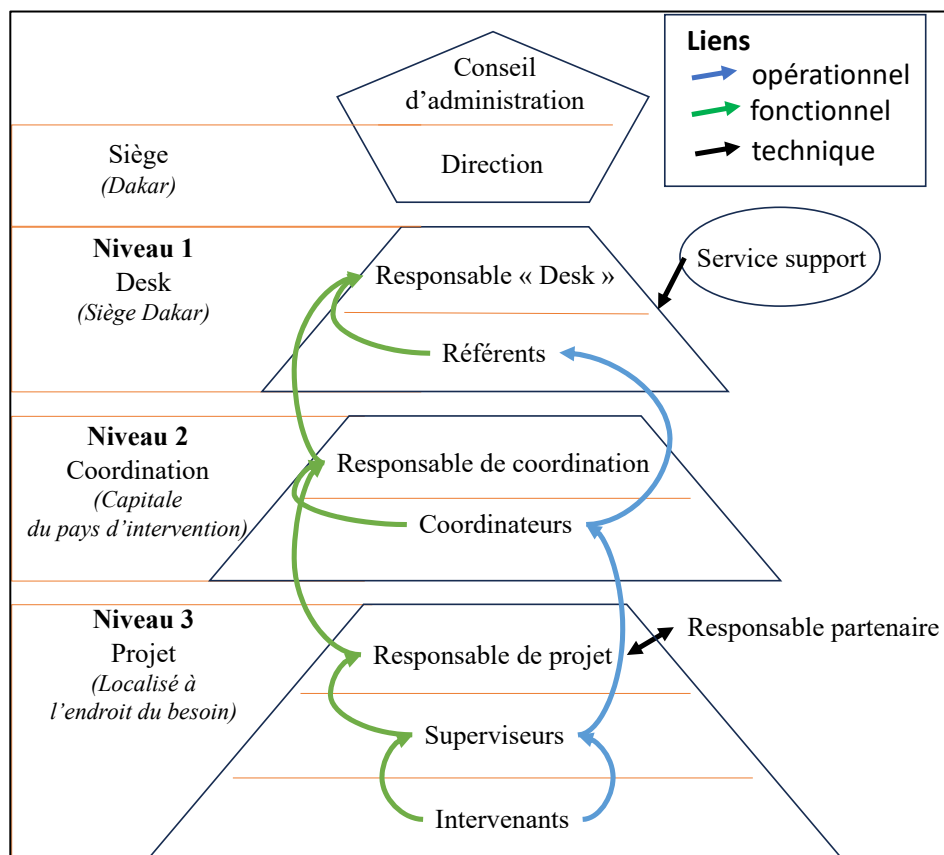 Conseil
d’administration
Direction
Liens
opérationnel
fonctionnel
technique
Siège
(Dakar)
Niveau 1
Desk
(Siège Dakar)
Responsable « Desk »
Référents
Service support
Niveau 2
Coordination
(Capitale
du pays d’intervention)
Responsable de coordination
Coordinateurs
Niveau 3
Projet
(Localisé à
l’endroit du besoin)
Responsable de projet
Responsable partenaire
Superviseurs
Intervenants